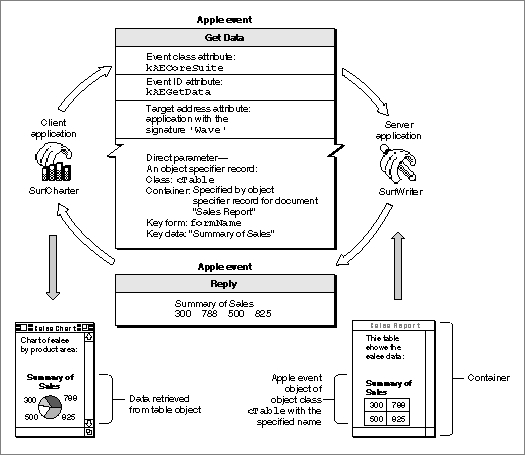 Apple event
Get Data
Event class attribute:
kAECoreSuite
Event ID attribute:
kAEGetData
Target address attribute:
application with the
signature 'Wave'
Direct parameter—
An object specifier record:
Class: cTable
Container: Specified by object
specifier record for document
"Sales Report"
Key form: formName
Key data: "Summary of Sales"
Client
application
SurfCharter
Server
application
SurfWriter
Apple event
Reply
Summary of Sales
300 788 500 825
Sales Chart
Chart of sales
by product area:
Summary of
Sales
300 788
500 825
Data retrieved
from table object
Apple event
object of
object class
cTable with the
specified name
Sales Report
This table
shows the
sales data:
Summary of
Sales
300 788
500 825
Container